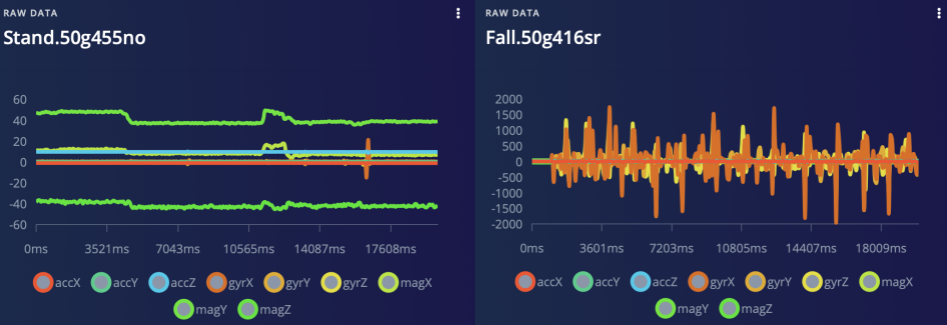 RAW DATA
Stand.50g455no
60
40
20
0
-20
-40
-60
0ms 3521ms 7043ms 10565ms 14087ms 17608ms
accX accY accZ gyrX gyrY gyrZ magX
magY magZ
RAW DATA
Fall.50g416sr
2000
1500
1000
500
0
-500
-1000
-1500
-2000
0ms 3601ms 7203ms 10805ms 14407ms 18009ms
accX accY accZ gyrX gyrY gyrZ magX
magY magZ